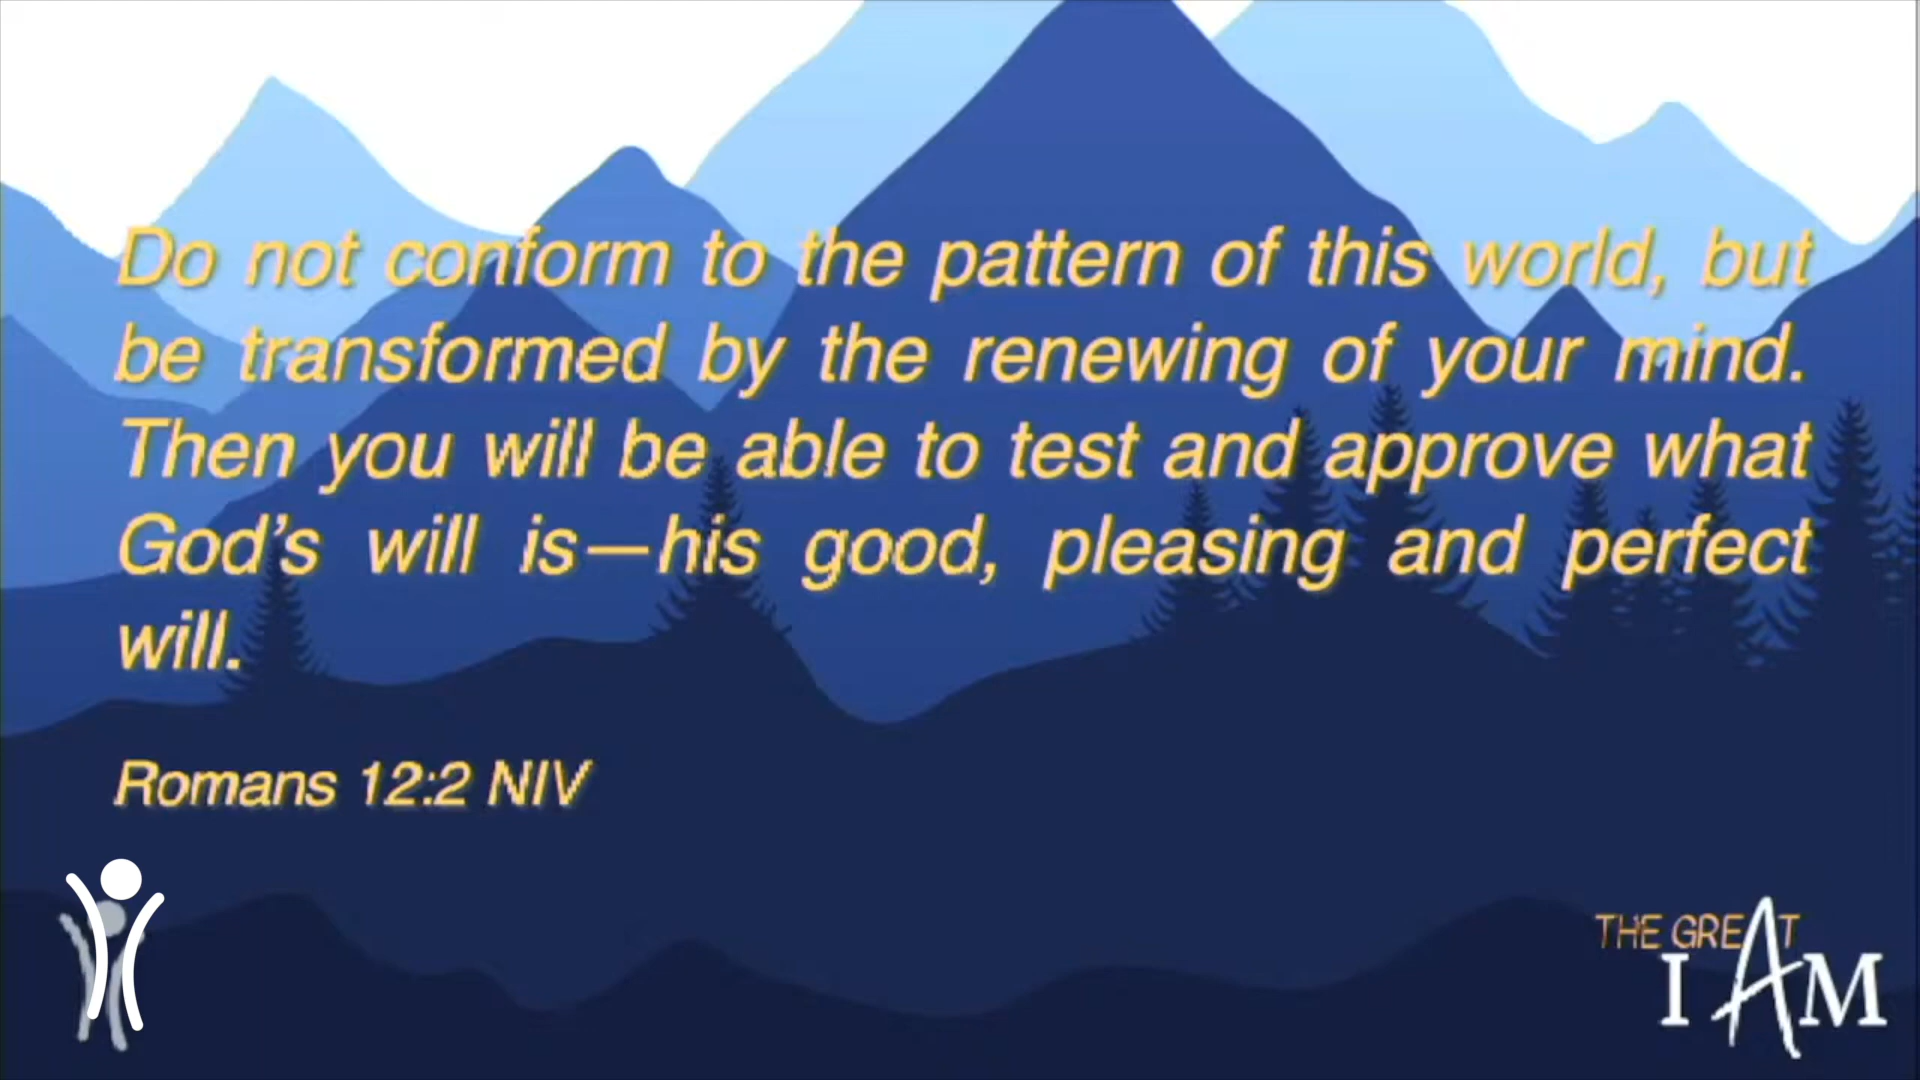 Do not conform to the pattern of this world, but
be transformed by the renewing of your mind.
Then you will be able to test and approve what
God’s will is—his good, pleasing and perfect
will.
Romans 12:2 NIV
THE GREAT
I AM